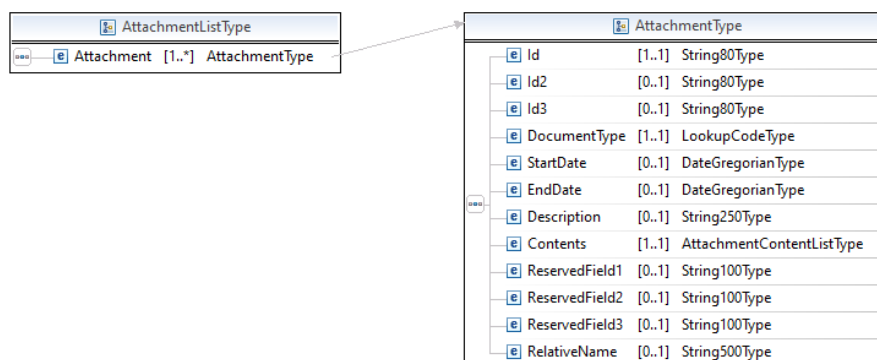 AttachmentListType
Attachment [1..*] AttachmentType
AttachmentType
Id [1..1] String80Type
Id2 [0..1] String80Type
Id3 [0..1] String80Type
DocumentType [1..1] LookupCodeType
StartDate [0..1] DateGregorianType
EndDate [0..1] DateGregorianType
Description [0..1] String250Type
Contents [1..1] AttachmentContentListType
ReservedField1 [0..1] String100Type
ReservedField2 [0..1] String100Type
ReservedField3 [0..1] String100Type
RelativeName [0..1] String500Type